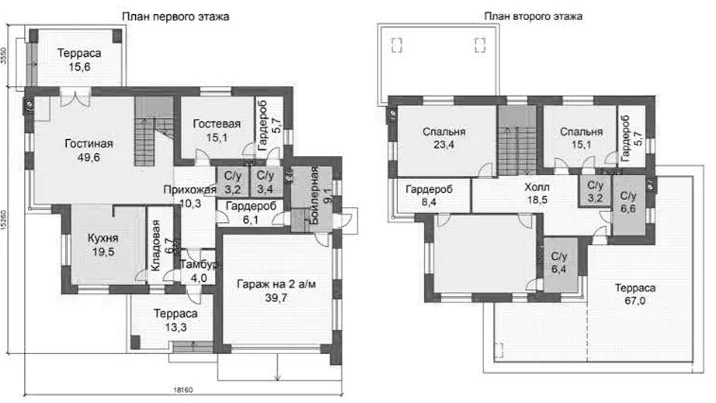 План первого этажа
План второго этажа
3550
Терраса
15,6
Гостиная
49,6
Гостевая
15,1
Гардероб
5,7
Спальня
23,4
Спальня
15,1
Гардероб
5,7
15260
Прихожая
10,3
С/у
3,2
С/у
3,4
Бойлерная
9,1
Гардероб
6,1
Гардероб
8,4
Холл
18,5
С/у
3,2
С/у
6,6
Кухня
19,5
Кладовая
6,7
Тамбур
4,0
Гараж на 2 а/м
39,7
С/у
6,4
Терраса
67,0
Терраса
13,3
18160